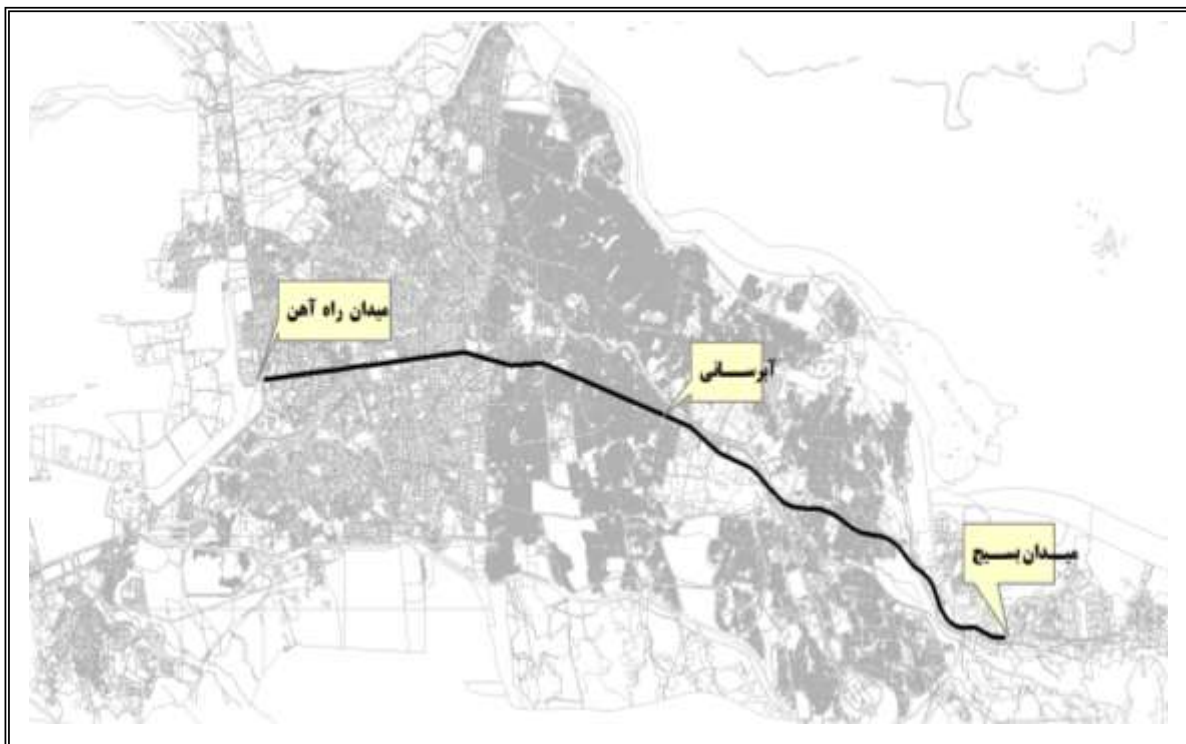 میدان راه آهن
آبرسانی
میدان بسیج